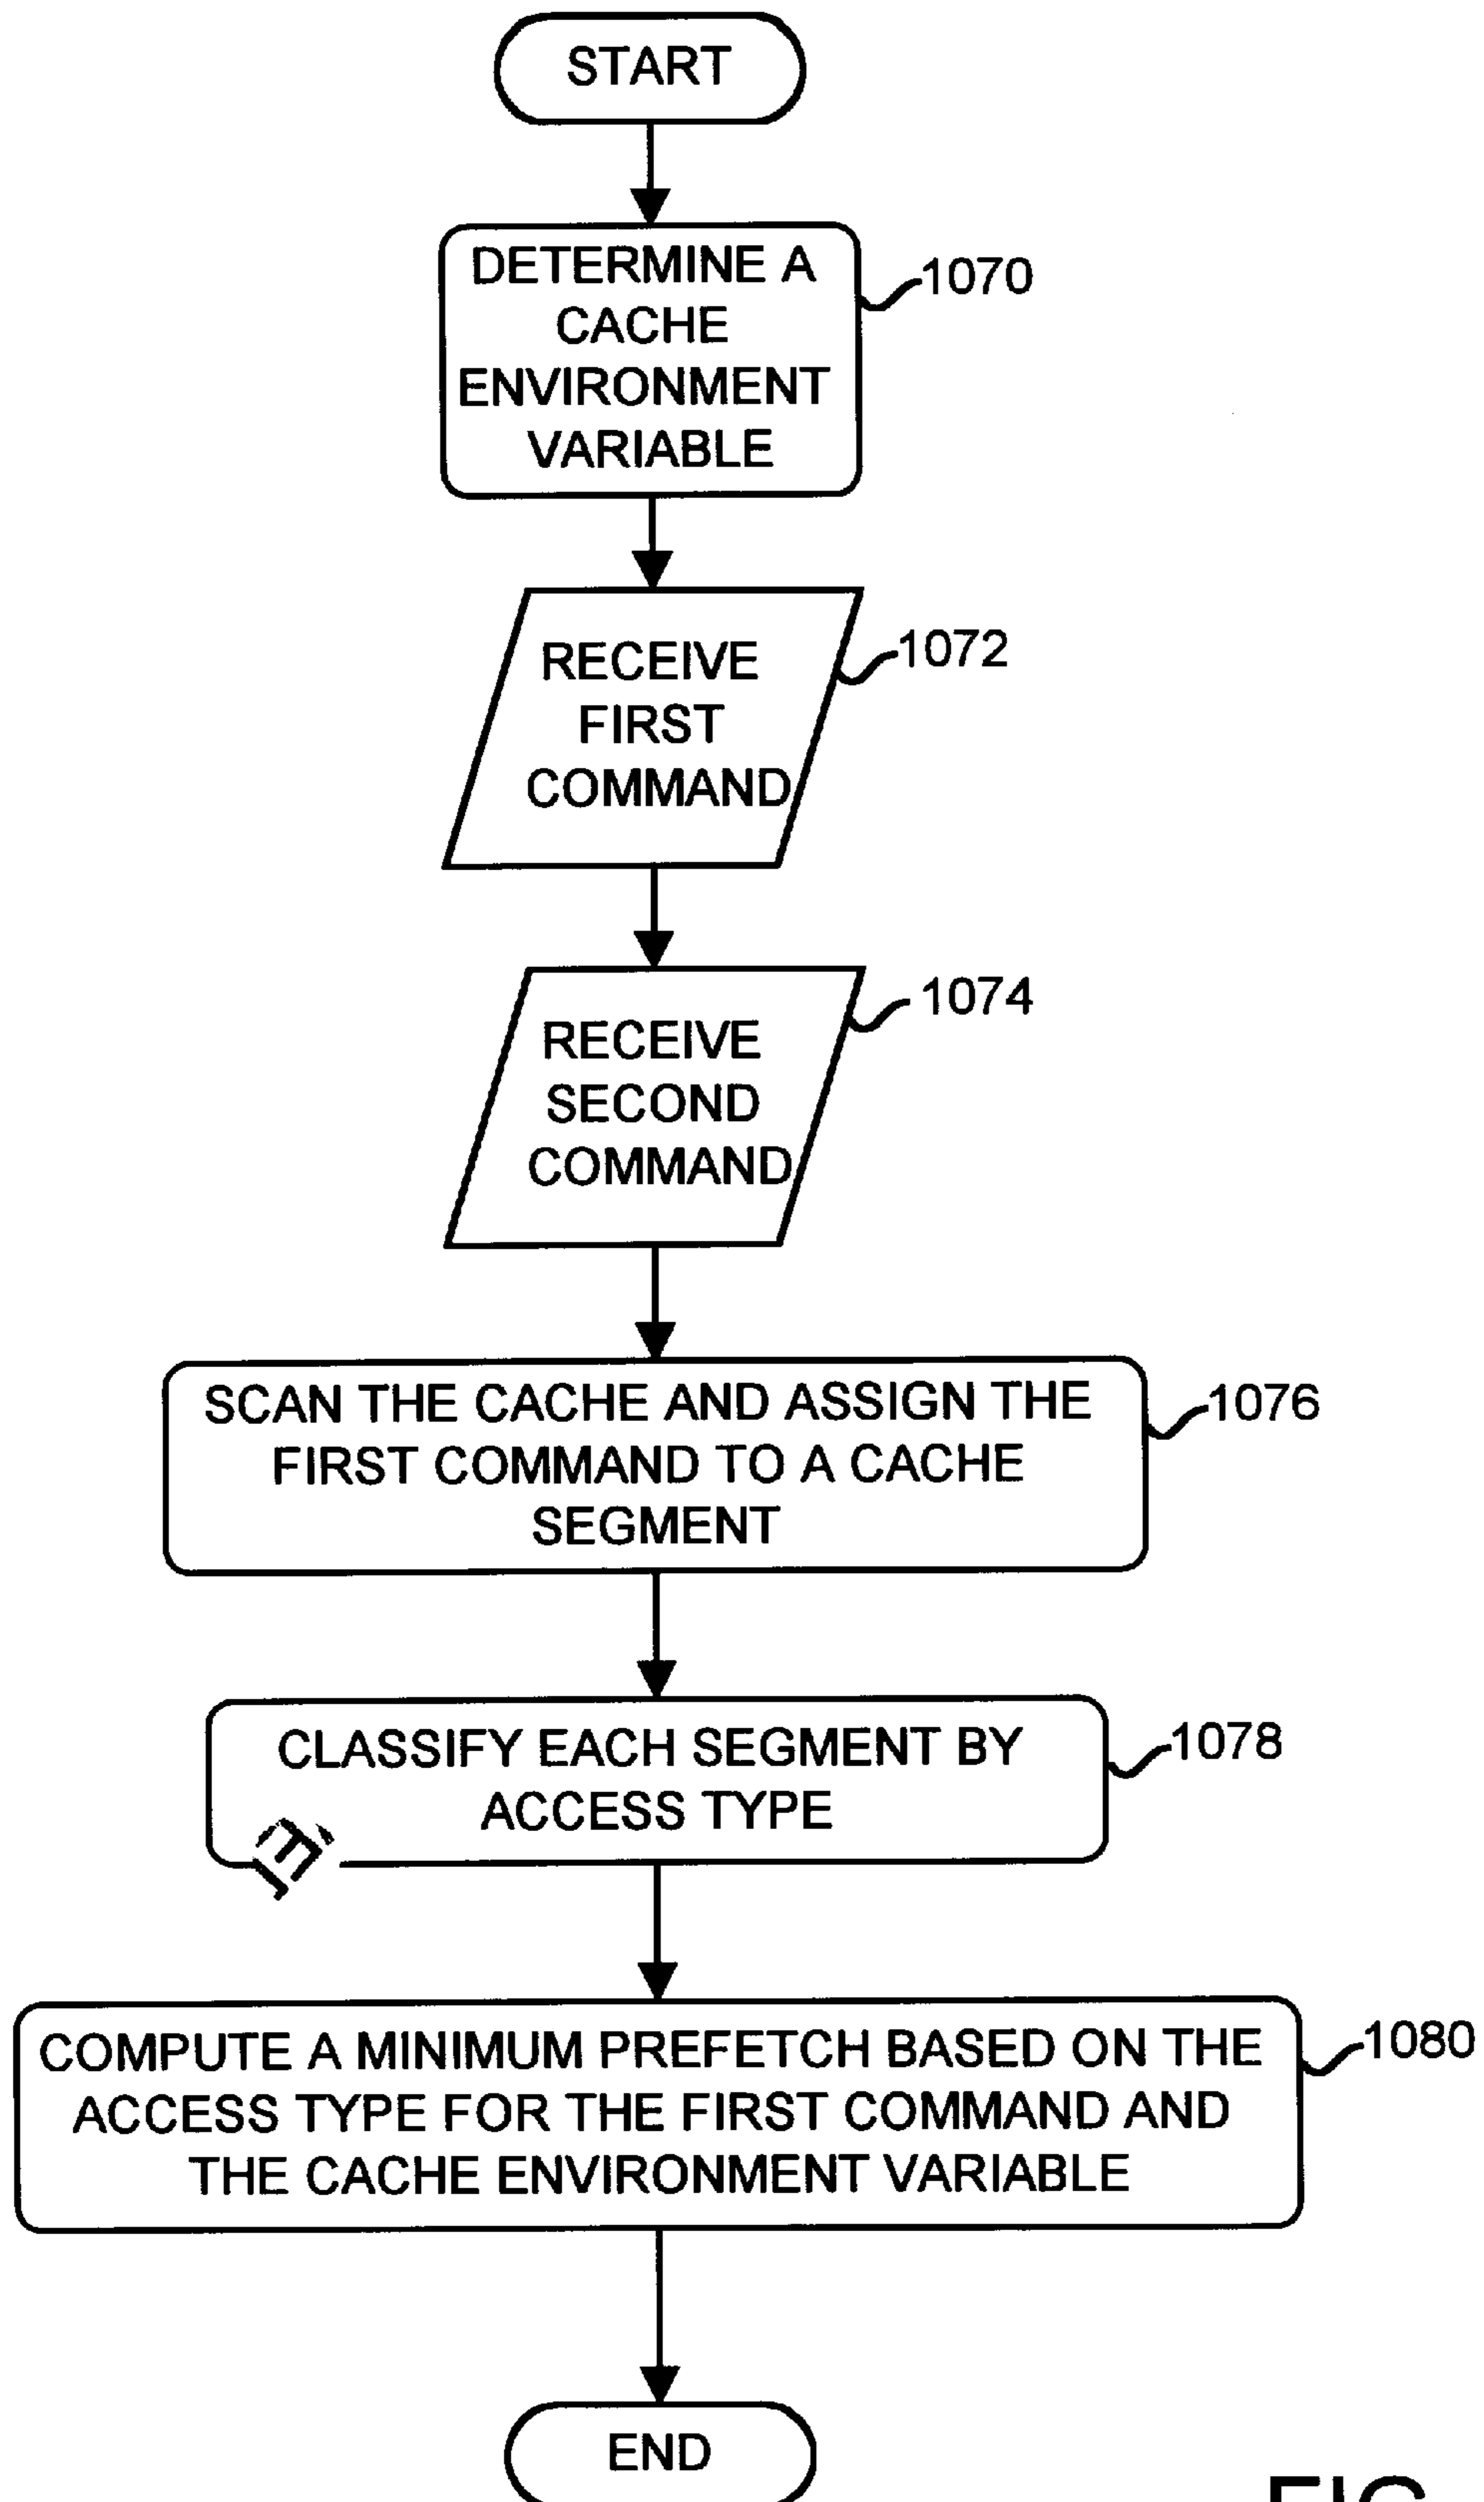 START
DETERMINE A
CACHE
ENVIRONMENT
VARIABLE
1070
RECEIVE
FIRST
COMMAND
1072
RECEIVE
SECOND
COMMAND
1074
SCAN THE CACHE AND ASSIGN THE
FIRST COMMAND TO A CACHE
SEGMENT
1076
CLASSIFY EACH SEGMENT BY
ACCESS TYPE
1078
COMPUTE A MINIMUM PREFETCH BASED ON THE
ACCESS TYPE FOR THE FIRST COMMAND AND
THE CACHE ENVIRONMENT VARIABLE
1080
END